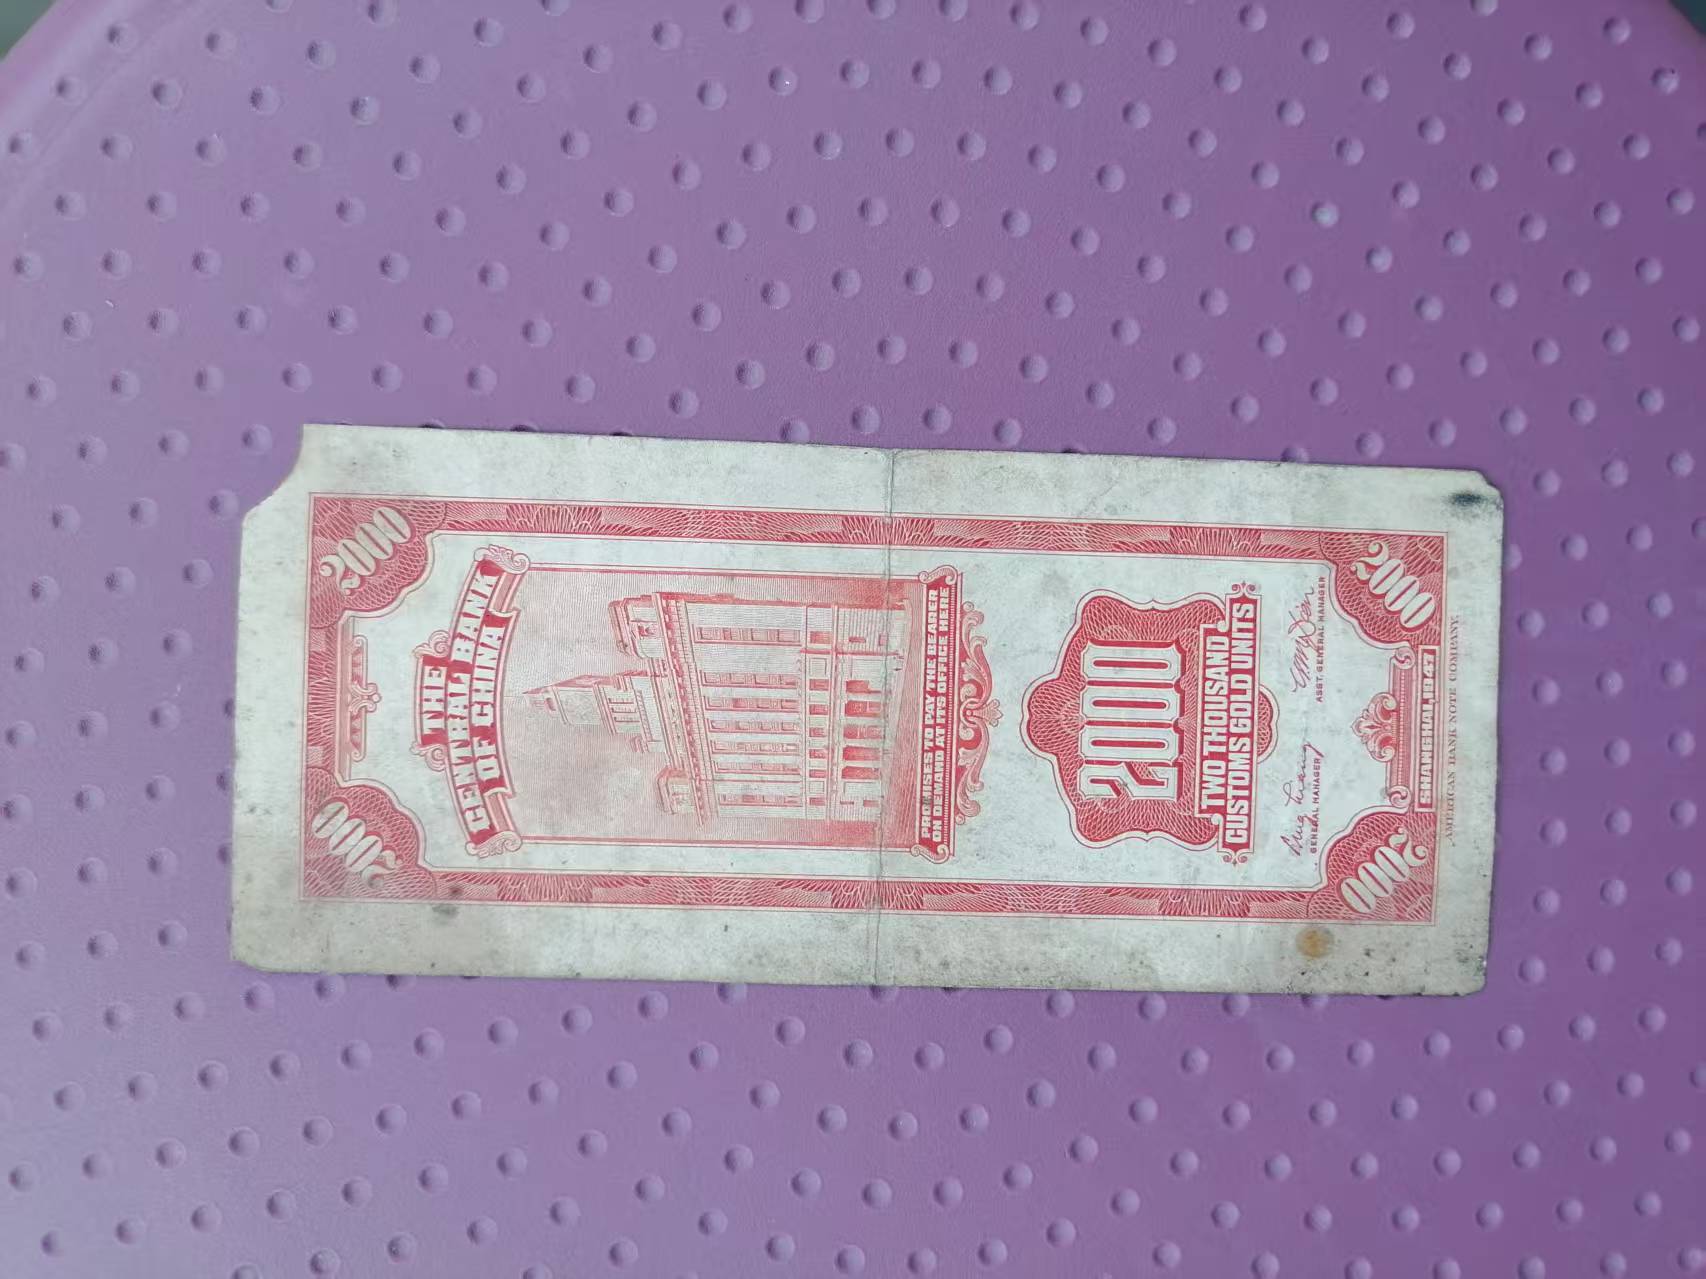 2000
2000
THE
CENTRAL BANK
OF CHINA
PROMISES TO PAY THE BEARER
ON DEMAND AT ITS OFFICE HERE
2000
TWO THOUSAND
CUSTOMS GOLD UNITS
GENERAL MANAGER
ASST. GENERAL MANAGER
2000
2000
SHANGHAI, 1947
AMERICAN BANK NOTE COMPANY.